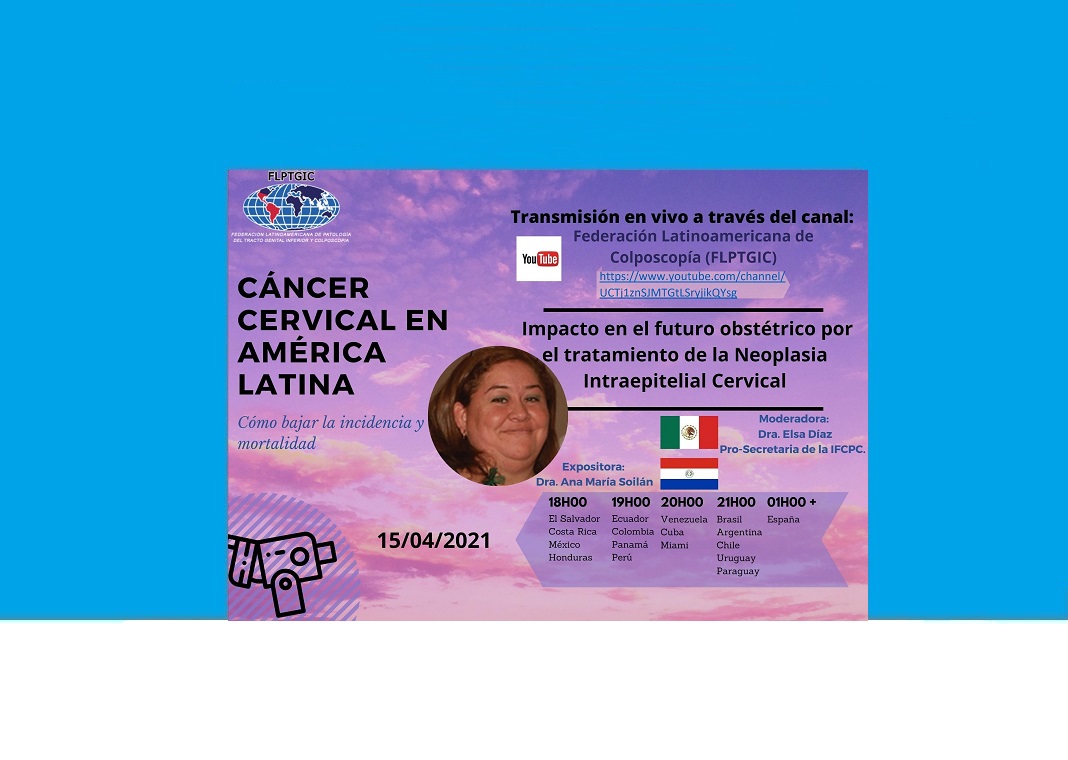 FLPTGIC
FEDERACIÓN LATINOAMERICANA DE PATOLOGÍA
DEL TRACTO GENITAL INFERIOR Y COLPOSCOPIA
CÁNCER
CERVICAL EN
AMÉRICA
LATINA
Cómo bajar la incidencia y
mortalidad
15/04/2021
Transmisión en vivo a través del canal:
YouTube
Federación Latinoamericana de
Colposcopía (FLPTGIC)
https://www.youtube.com/channel/
UCTj1znSJMTGtLSryjikQYsg
Impacto en el futuro obstétrico por
el tratamiento de la Neoplasia
Intraepitelial Cervical
Moderadora:
Dra. Elsa Díaz
Pro-Secretaria de la IFCPC.
Expositora:
Dra. Ana María Soilán
18H00 19H00 20H00 21H00 01H00 +
El Salvador Ecuador Venezuela Brasil España
Costa Rica Colombia Cuba Argentina
México Panamá Miami Chile
Honduras Perú Uruguay
Paraguay